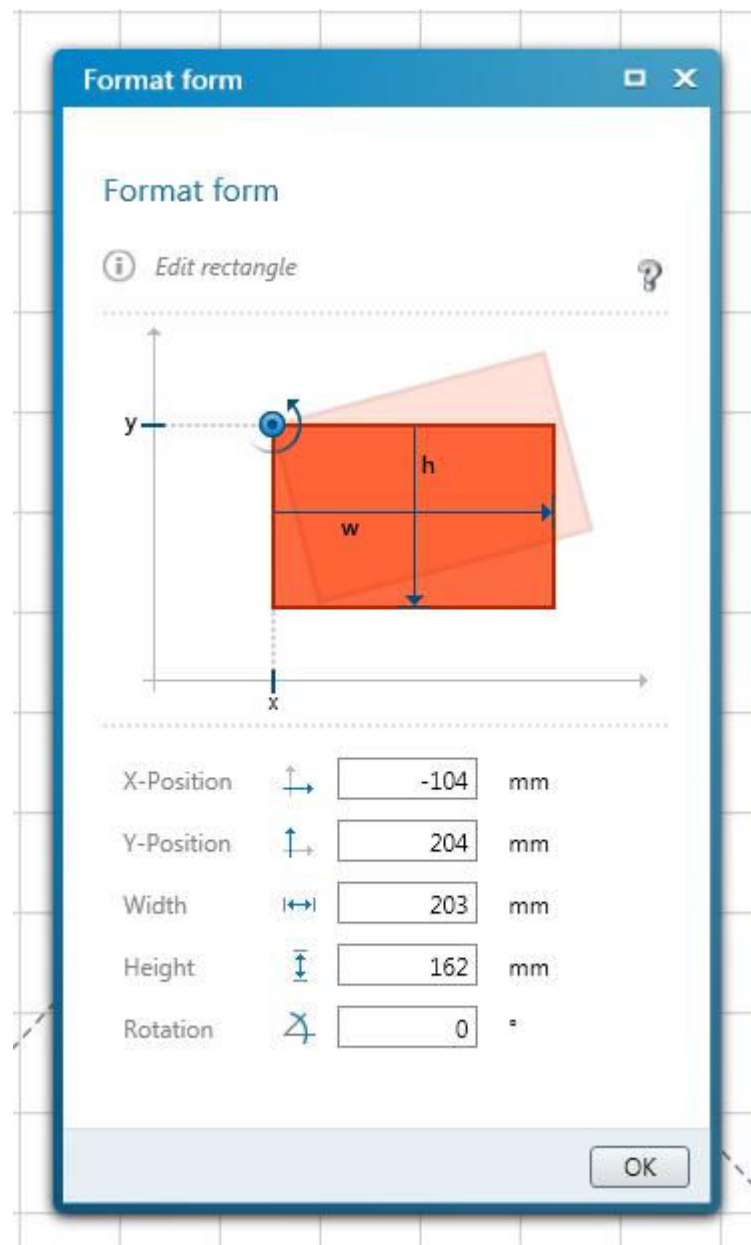 Format form
Format form
Edit rectangle
y
h
w
x
X-Position -104 mm
Y-Position 204 mm
Width 203 mm
Height 162 mm
Rotation 0 °
OK